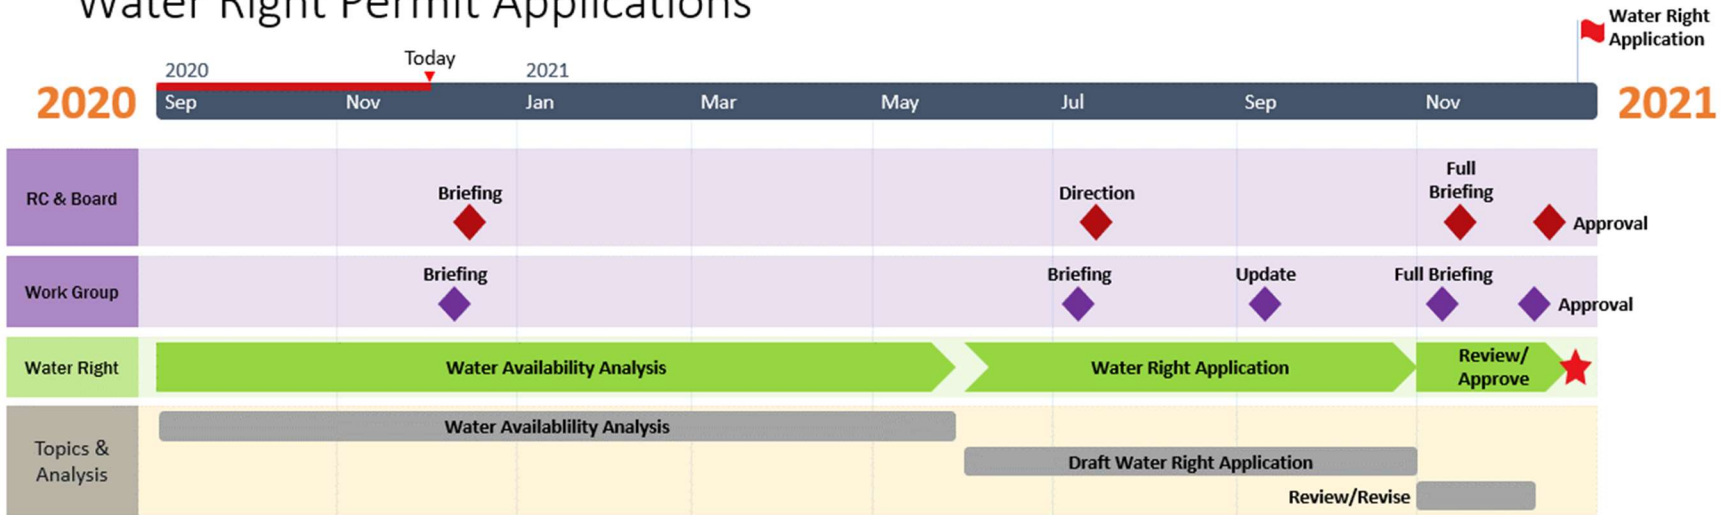 Water Right Permit Applications
Water Right
Application
Today
2020
2021
2020
Sep
Nov
Jan
Mar
May
Jul
Sep
Nov
2021
RC & Board
Briefing
Direction
Full
Briefing
Approval
Work Group
Briefing
Briefing
Update
Full Briefing
Approval
Water Right
Water Availability Analysis
Water Right Application
Review/
Approve
Topics &
Analysis
Water Availablility Analysis
Draft Water Right Application
Review/Revise